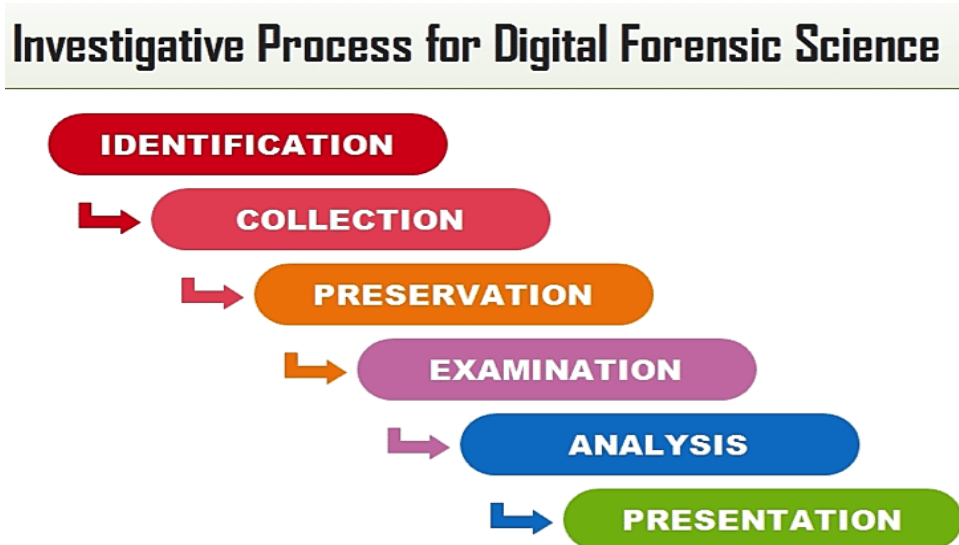 Investigative Process for Digital Forensic Science
IDENTIFICATION
COLLECTION
PRESERVATION
EXAMINATION
ANALYSIS
PRESENTATION